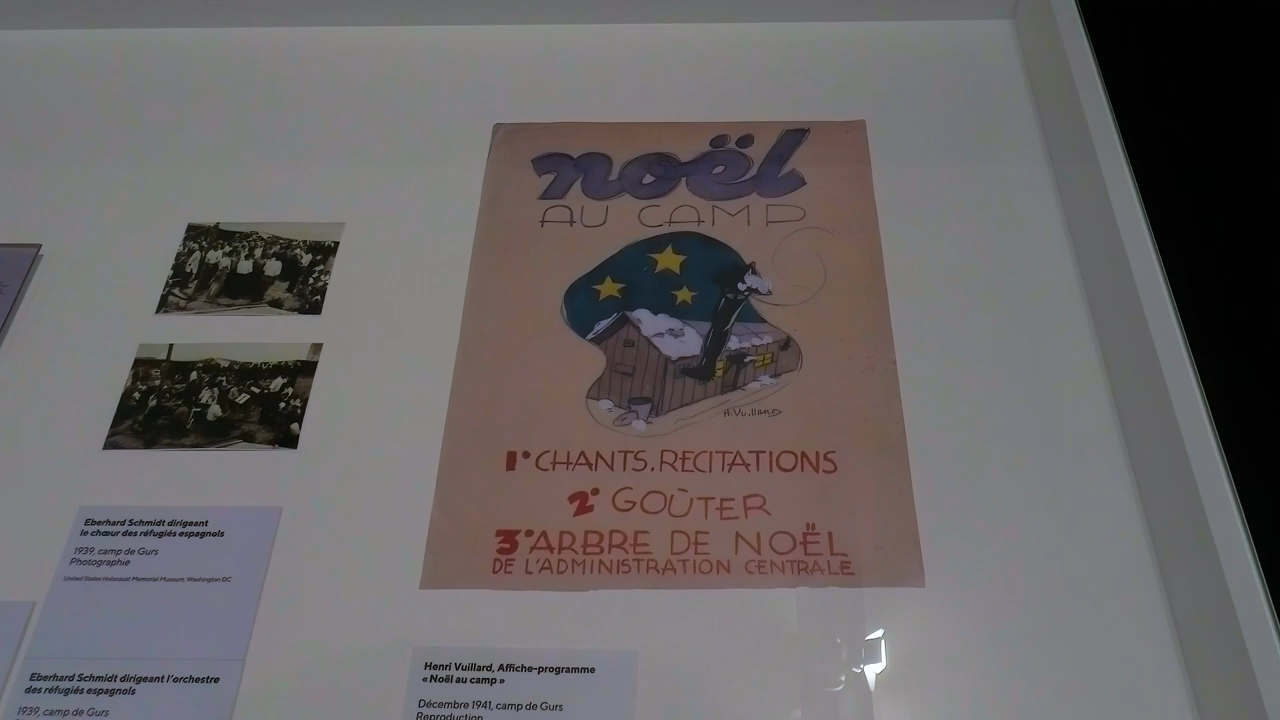 noël
AU CAMP
H. Vuillard
1° CHANTS. RECITATIONS
2° GOÛTER
3° ARBRE DE NOËL
DE L'ADMINISTRATION CENTRALE
Eberhard Schmidt dirigeant
le chœur des réfugiés espagnols
1939, camp de Gurs
Photographie
United States Holocaust Memorial Museum, Washington DC
Eberhard Schmidt dirigeant l'orchestre
des réfugiés espagnols
1939, camp de Gurs
Henri Vuillard, Affiche-programme
« Noël au camp »
Décembre 1941, camp de Gurs
Reproduction